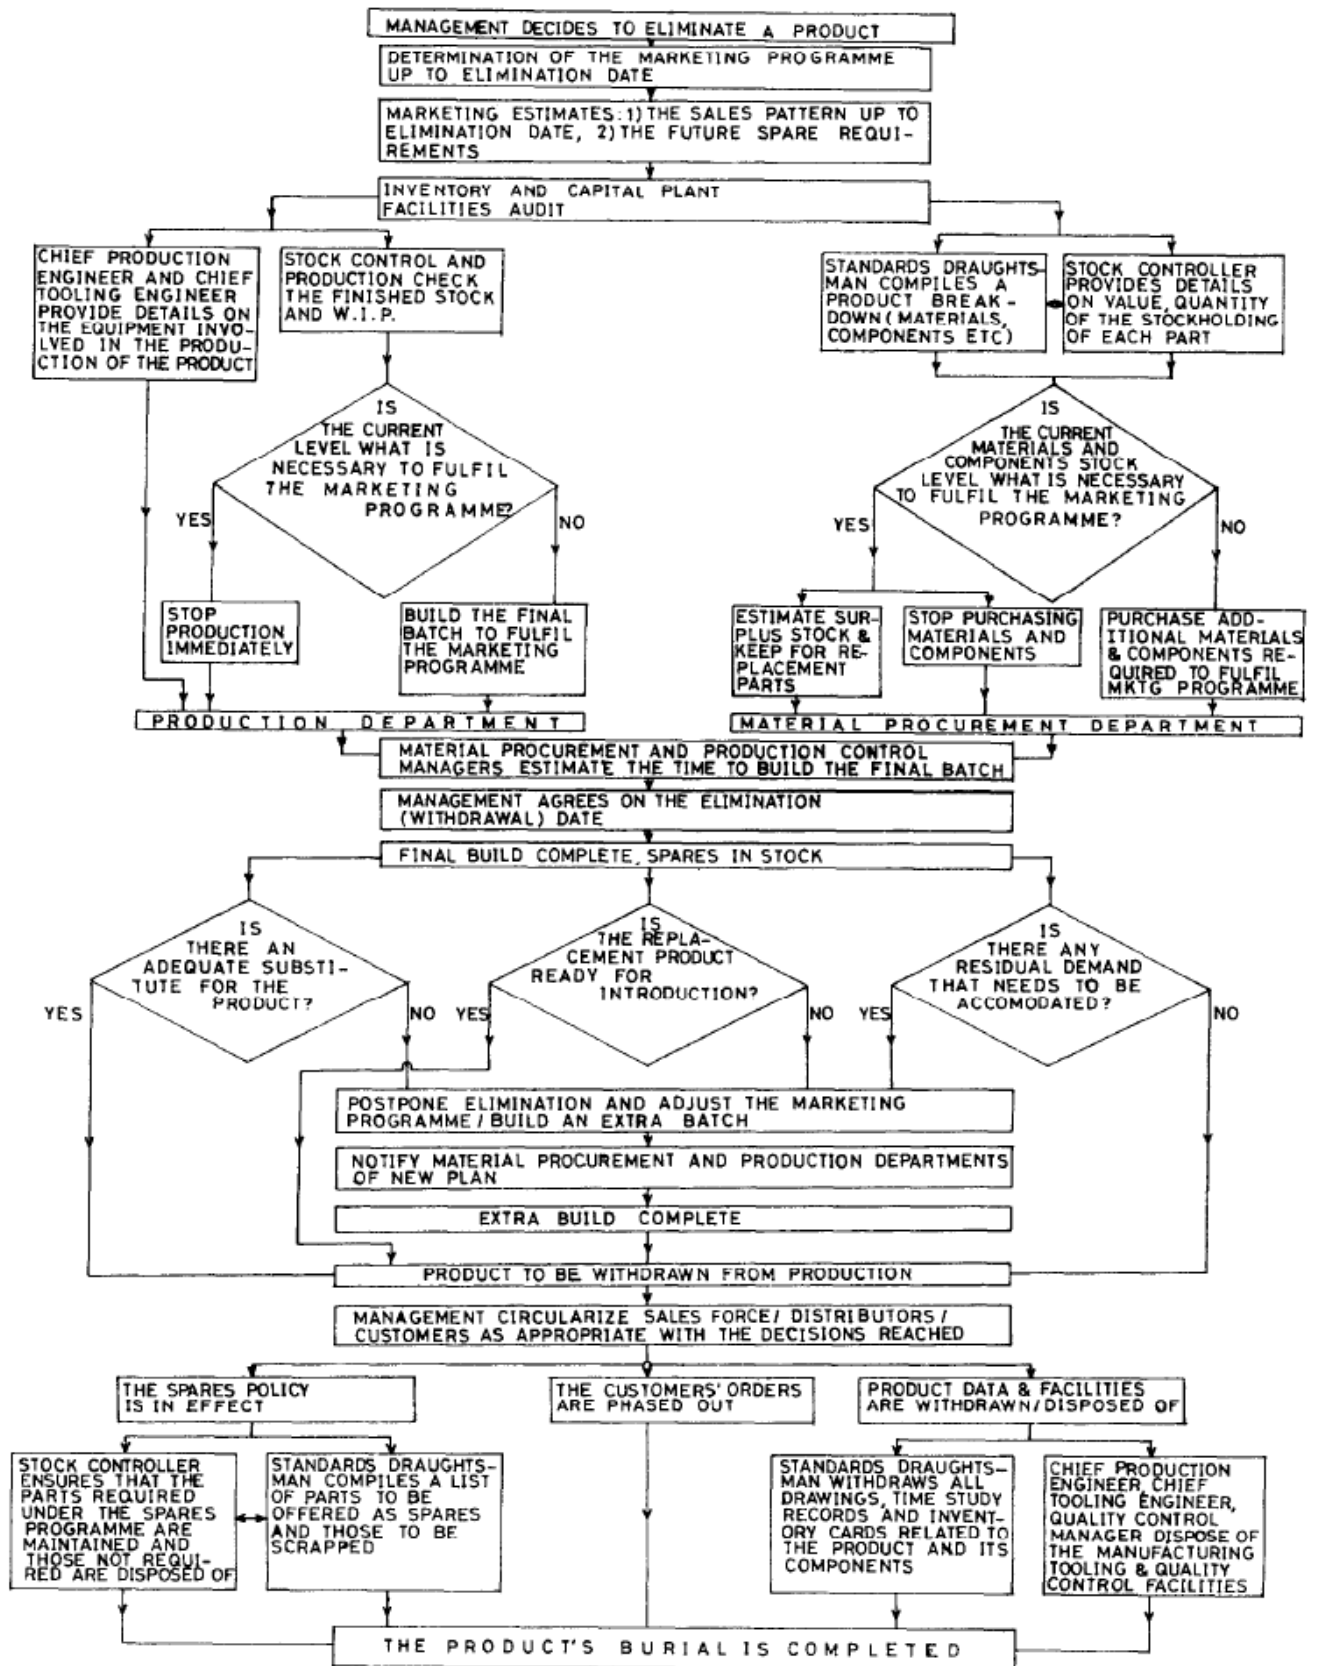 MANAGEMENT DECIDES TO ELIMINATE A PRODUCT
DETERMINATION OF THE MARKETING PROGRAMME
UP TO ELIMINATION DATE
MARKETING ESTIMATES: 1) THE SALES PATTERN UP TO
ELIMINATION DATE, 2) THE FUTURE SPARE REQUI-
REMENTS
INVENTORY AND CAPITAL PLANT
FACILITIES AUDIT
CHIEF PRODUCTION
ENGINEER AND CHIEF
TOOLING ENGINEER
PROVIDE DETAILS ON
THE EQUIPMENT INVO-
LVED IN THE PRODU-
CTION OF THE PRODUCT
STOCK CONTROL AND
PRODUCTION CHECK
THE FINISHED STOCK
AND W.I.P.
STANDARDS DRAUGHTS-
MAN COMPILES A
PRODUCT BREAK-
DOWN (MATERIALS,
COMPONENTS ETC)
STOCK CONTROLLER
PROVIDES DETAILS
ON VALUE, QUANTITY
OF THE STOCKHOLDING
OF EACH PART
IS
THE CURRENT
LEVEL WHAT IS
NECESSARY TO FULFIL
THE MARKETING
PROGRAMME?
YES
NO
IS
THE CURRENT
MATERIALS AND
COMPONENTS STOCK
LEVEL WHAT IS NECESSARY
TO FULFIL THE MARKETING
PROGRAMME?
YES
NO
STOP
PRODUCTION
IMMEDIATELY
BUILD THE FINAL
BATCH TO FULFIL
THE MARKETING
PROGRAMME
ESTIMATE SUR-
PLUS STOCK &
KEEP FOR RE-
PLACEMENT
PARTS
STOP PURCHASING
MATERIALS AND
COMPONENTS
PURCHASE ADD-
ITIONAL MATERIALS
& COMPONENTS RE-
QUIRED TO FULFIL
MKTG PROGRAMME
PRODUCTION DEPARTMENT
MATERIAL PROCUREMENT DEPARTMENT
MATERIAL PROCUREMENT AND PRODUCTION CONTROL
MANAGERS ESTIMATE THE TIME TO BUILD THE FINAL BATCH
MANAGEMENT AGREES ON THE ELIMINATION
(WITHDRAWAL) DATE
FINAL BUILD COMPLETE, SPARES IN STOCK
IS
THERE AN
ADEQUATE SUBSTI-
TUTE FOR THE
PRODUCT?
YES
NO
IS
THE REPLA-
CEMENT PRODUCT
READY FOR
INTRODUCTION?
YES
NO
IS
THERE ANY
RESIDUAL DEMAND
THAT NEEDS TO BE
ACCOMODATED?
YES
NO
POSTPONE ELIMINATION AND ADJUST THE MARKETING
PROGRAMME / BUILD AN EXTRA BATCH
NOTIFY MATERIAL PROCUREMENT AND PRODUCTION DEPARTMENTS
OF NEW PLAN
EXTRA BUILD COMPLETE
PRODUCT TO BE WITHDRAWN FROM PRODUCTION
MANAGEMENT CIRCULARIZE SALES FORCE / DISTRIBUTORS /
CUSTOMERS AS APPROPRIATE WITH THE DECISIONS REACHED
THE SPARES POLICY
IS IN EFFECT
THE CUSTOMERS' ORDERS
ARE PHASED OUT
PRODUCT DATA & FACILITIES
ARE WITHDRAWN/DISPOSED OF
STOCK CONTROLLER
ENSURES THAT THE
PARTS REQUIRED
UNDER THE SPARES
PROGRAMME ARE
MAINTAINED AND
THOSE NOT REQUI-
RED ARE DISPOSED OF
STANDARDS DRAUGHTS-
MAN COMPILES A LIST
OF PARTS TO BE
OFFERED AS SPARES
AND THOSE TO BE
SCRAPPED
STANDARDS DRAUGHTS-
MAN WITHDRAWS ALL
DRAWINGS, TIME STUDY
RECORDS AND INVENT-
ORY CARDS RELATED TO
THE PRODUCT AND ITS
COMPONENTS
CHIEF PRODUCTION
ENGINEER, CHIEF
TOOLING ENGINEER,
QUALITY CONTROL
MANAGER DISPOSE OF
THE MANUFACTURING
TOOLING & QUALITY
CONTROL FACILITIES
THE PRODUCT'S BURIAL IS COMPLETED